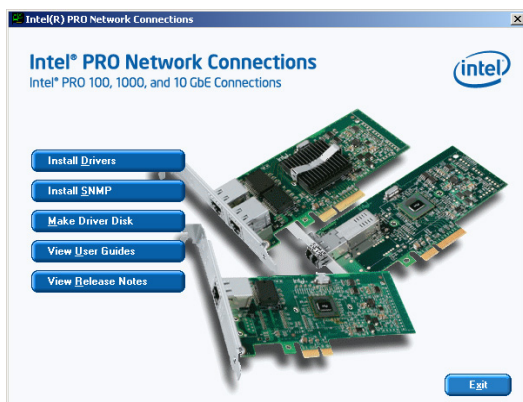 Intel(R) PRO Network Connections
Intel® PRO Network Connections
Intel® PRO 100, 1000, and 10 GbE Connections
intel
Install Drivers
Install SNMP
Make Driver Disk
View User Guides
View Release Notes
Exit